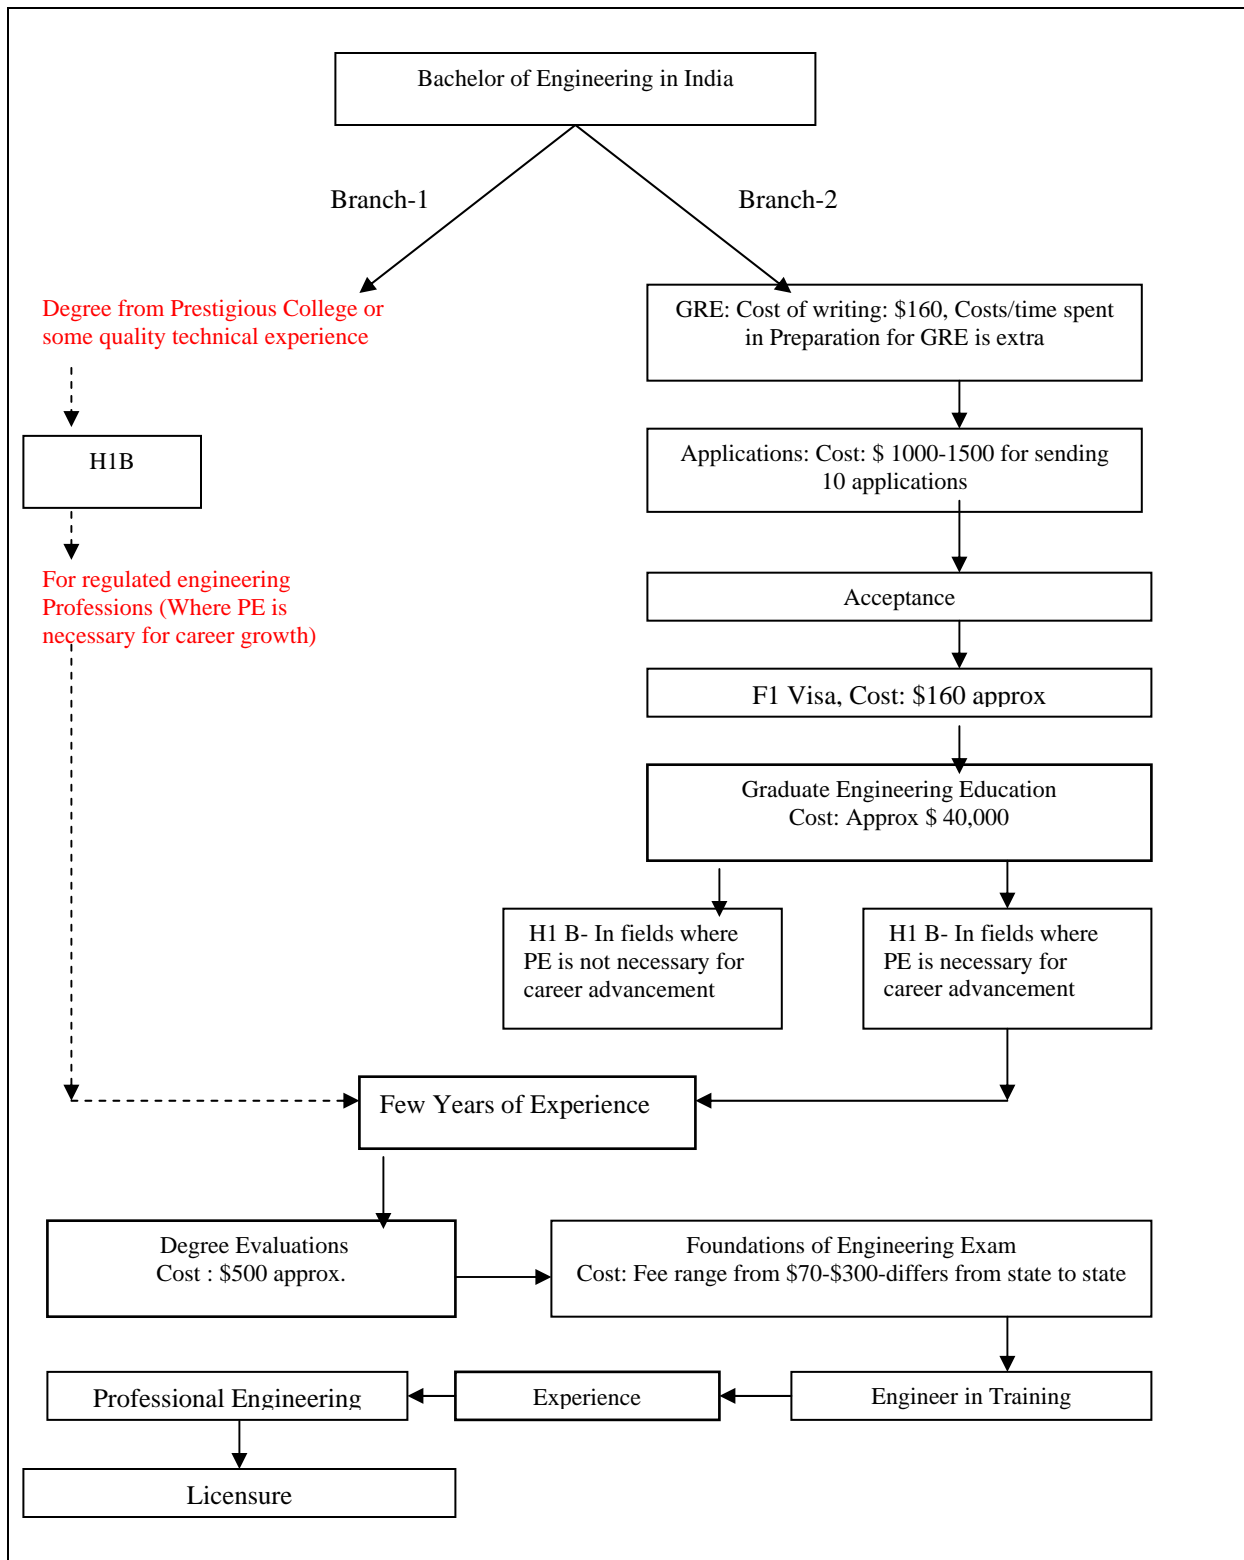 Bachelor of Engineering in India
Branch-1
Branch-2
Degree from Prestigious College or
some quality technical experience
GRE: Cost of writing: $160, Costs/time spent
in Preparation for GRE is extra
H1B
Applications: Cost: $ 1000-1500 for sending
10 applications
For regulated engineering
Professions (Where PE is
necessary for career growth)
Acceptance
F1 Visa, Cost: $160 approx
Graduate Engineering Education
Cost: Approx $ 40,000
H1 B- In fields where
PE is not necessary for
career advancement
H1 B- In fields where
PE is necessary for
career advancement
Few Years of Experience
Degree Evaluations
Cost : $500 approx.
Foundations of Engineering Exam
Cost: Fee range from $70-$300-differs from state to state
Professional Engineering
Experience
Engineer in Training
Licensure